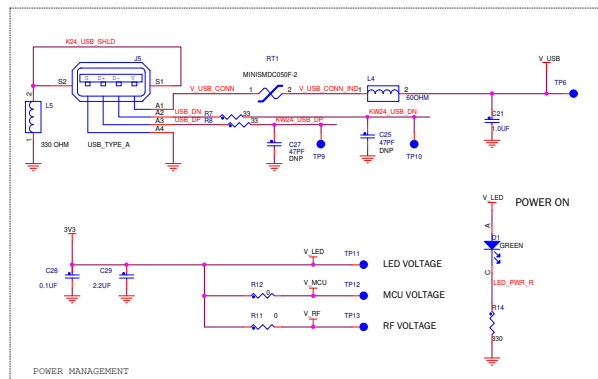 K24_USB_SHLD
J5
RT1
MINISMDC050F-2
V_USB
S2
G D+ D- V
S1
V_USB_CONN
1
2
V_USB_CONN_IND
1
L4
2
60OHM
TP6
A1
A2
A3
A4
USB_DN
USB_DP
R7
R8
33
33
KW24_USB_DN
KW24_USB_DP
2
L5
1
330 OHM
USB_TYPE_A
C27
47PF
DNP
TP9
C25
47PF
DNP
TP10
C21
1.0UF
V_LED
POWER ON
A
D1
GREEN
C
LED_PWR_R
R14
330
3V3
C28
0.1UF
C29
2.2UF
V_LED
TP11
LED VOLTAGE
R12
0
V_MCU
TP12
MCU VOLTAGE
R11
0
V_RF
TP13
RF VOLTAGE
POWER MANAGEMENT